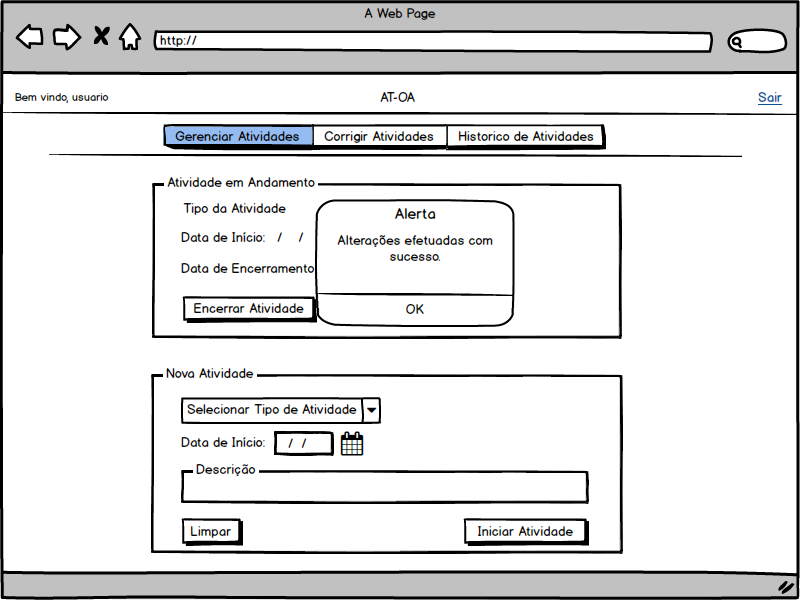 A Web Page
http://
Bem vindo, usuario
AT-OA
Sair
Gerenciar Atividades
Corrigir Atividades
Historico de Atividades
Atividade em Andamento
Tipo da Atividade
Data de Início: / /
Data de Encerramento
Encerrar Atividade
Alerta
Alterações efetuadas com
sucesso.
OK
Nova Atividade
Selecionar Tipo de Atividade
Data de Início: / /
Descrição
Limpar
Iniciar Atividade